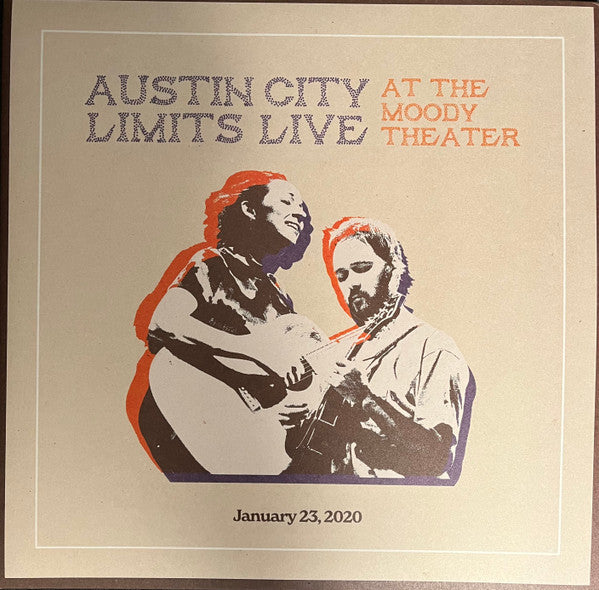 AUSTIN CITY
LIMITS LIVE
AT THE
MOODY
THEATER
January 23, 2020